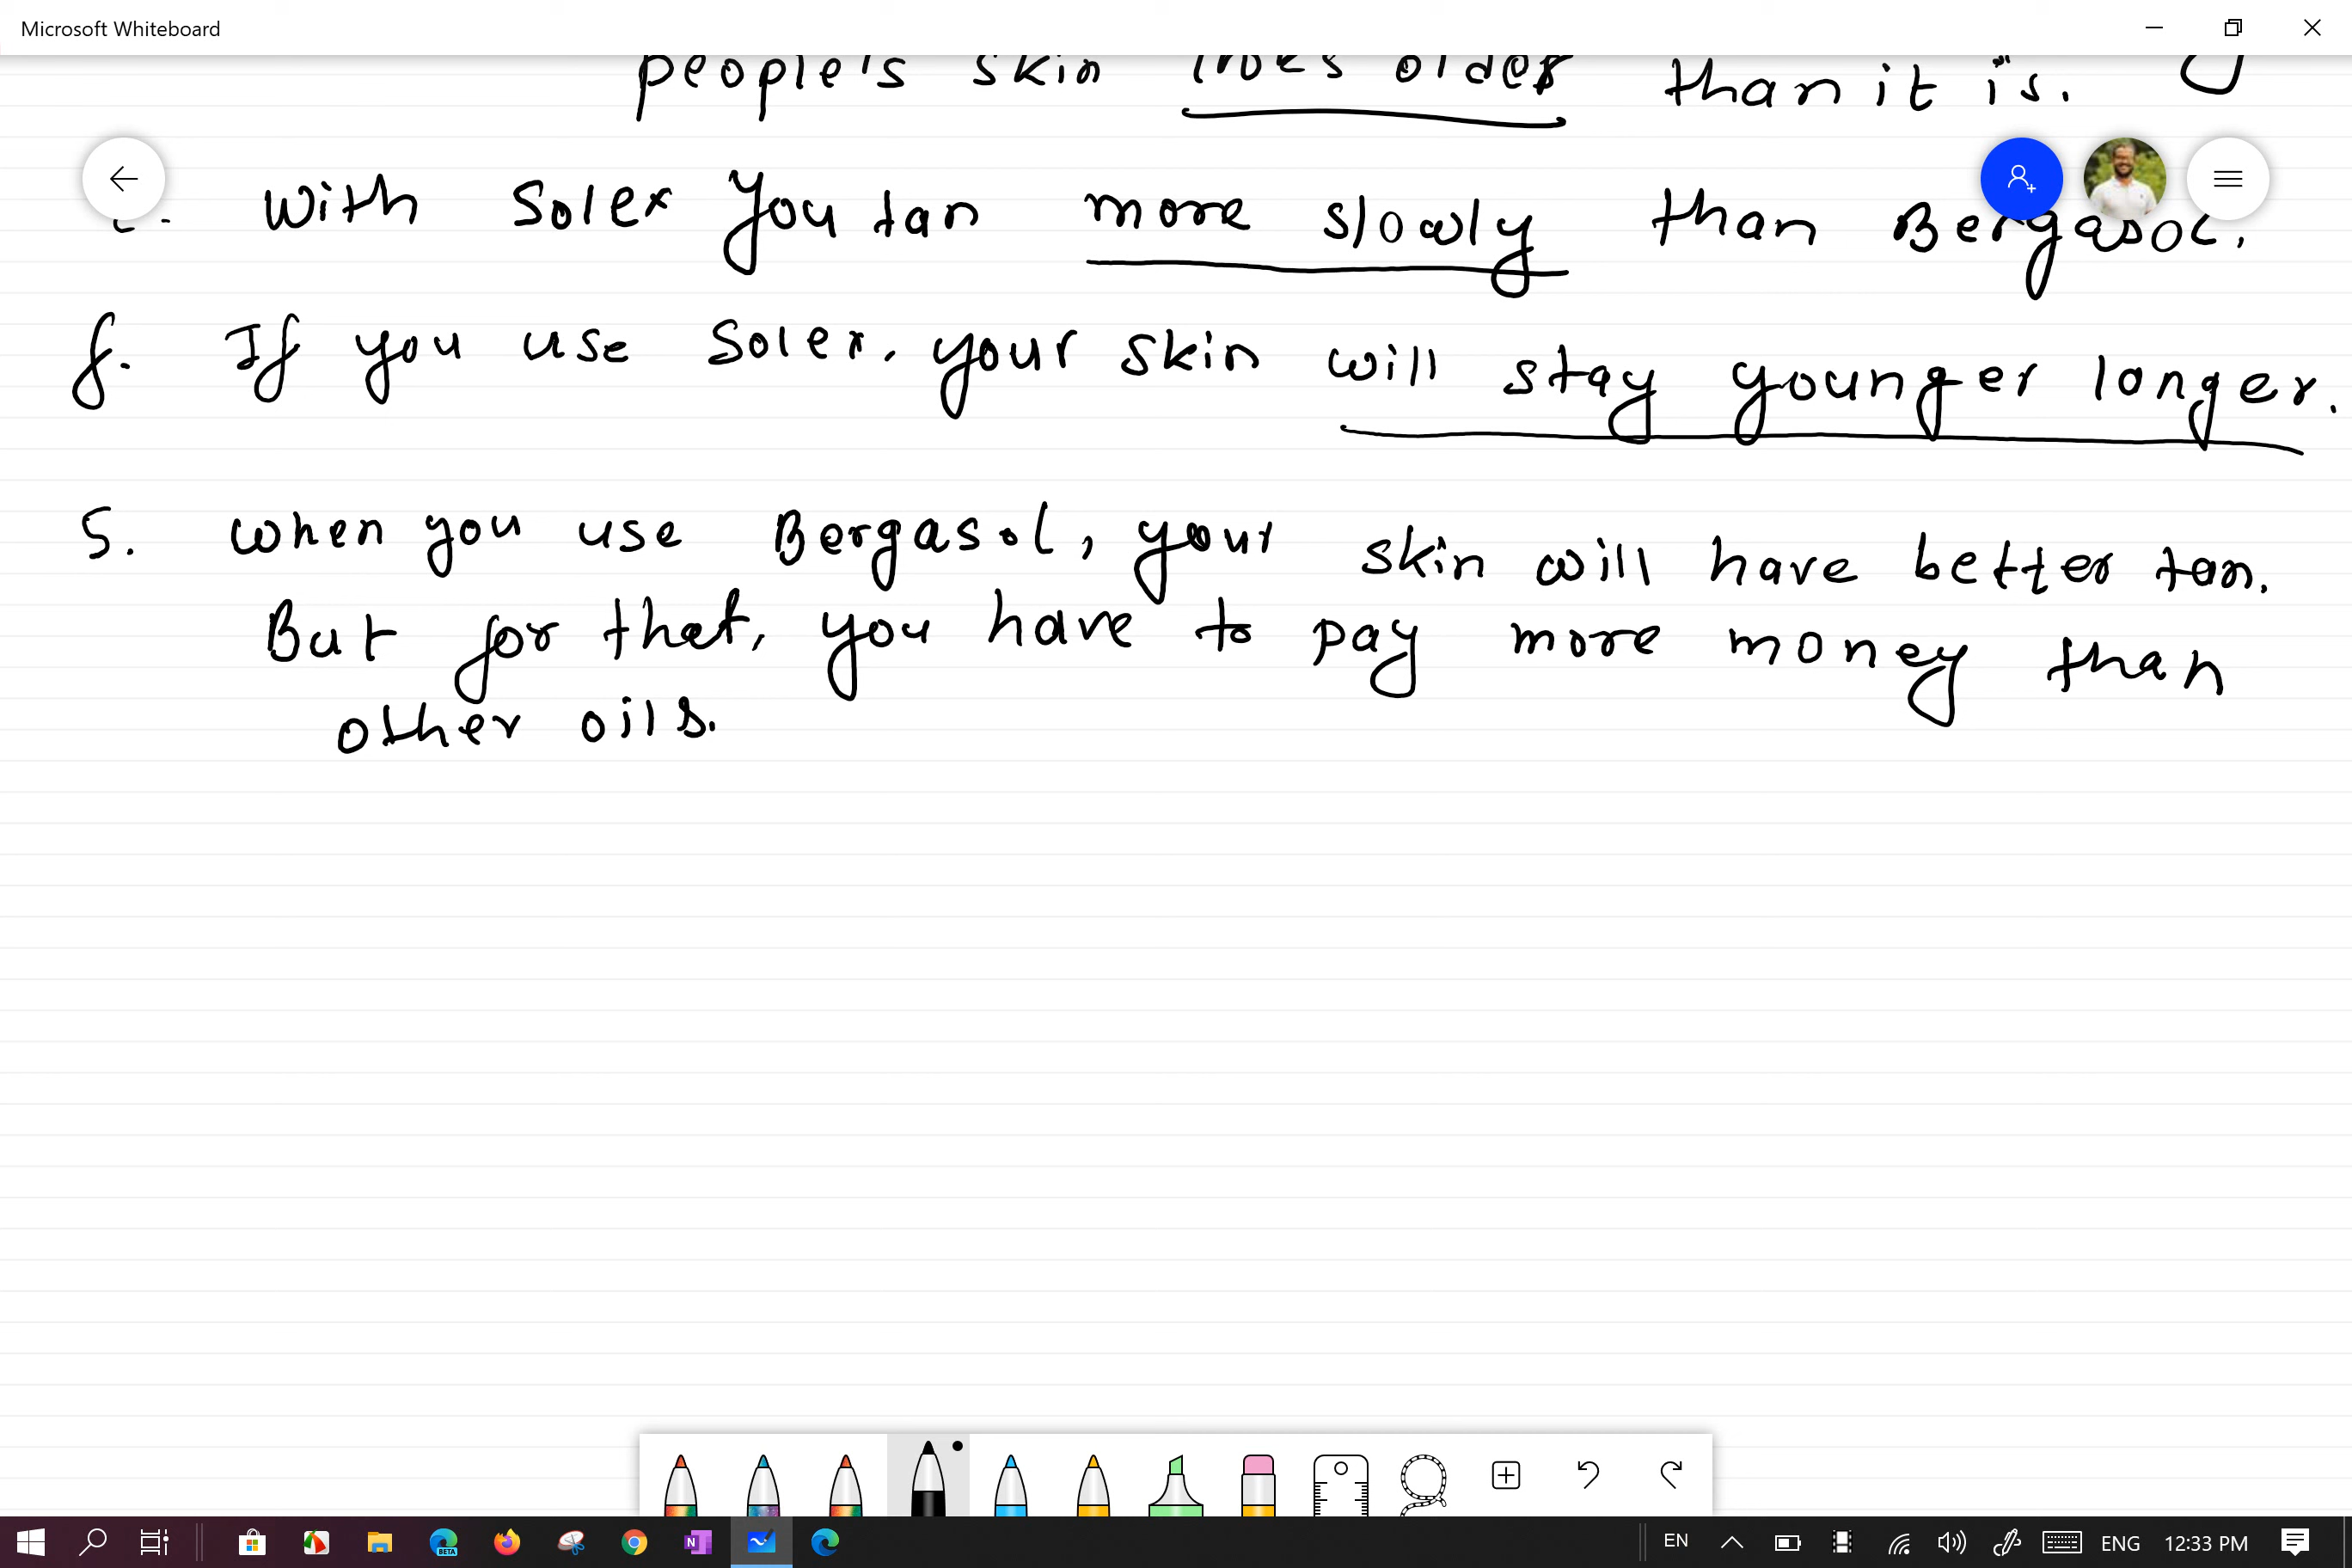 Microsoft Whiteboard
people's skin looks older than it is.
With Solex you tan more slowly than Bergasol.
f. If you use Solex. your skin will stay younger longer.
5. When you use Bergasol, your skin will have better tan.
But for that, you have to pay more money than
other oils.
EN ENG 12:33 PM